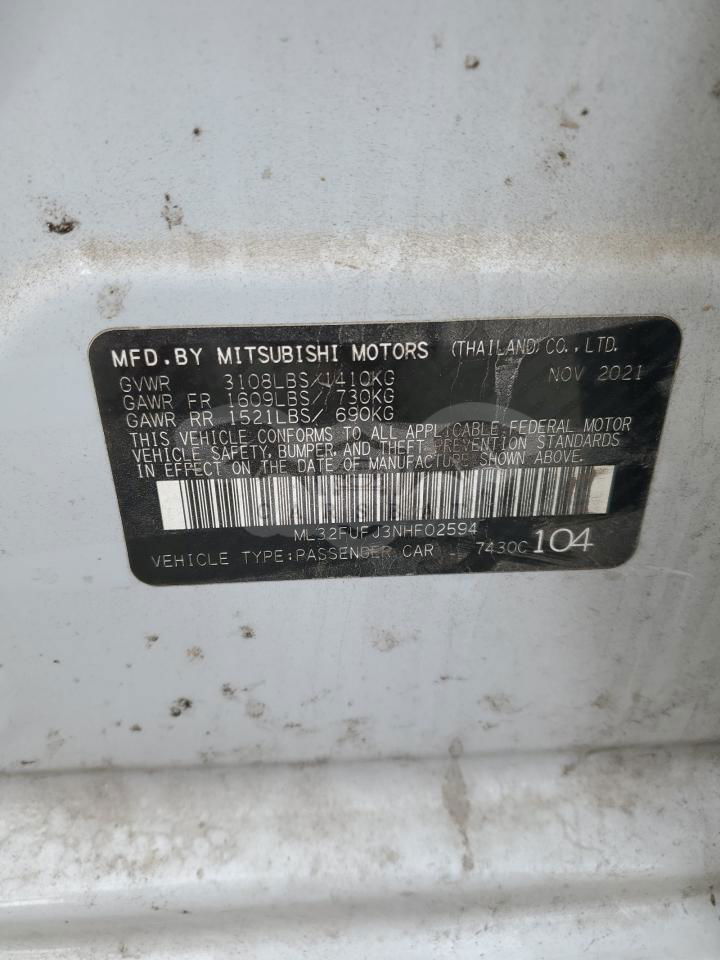 MFD.BY MITSUBISHI MOTORS (THAILAND) CO.,LTD.
GVWR 3108LBS/1410KG NOV 2021
GAWR FR 1609LBS/ 730KG
GAWR RR 1521LBS/ 690KG
THIS VEHICLE CONFORMS TO ALL APPLICABLE FEDERAL MOTOR
VEHICLE SAFETY, BUMPER, AND THEFT PREVENTION STANDARDS
IN EFFECT ON THE DATE OF MANUFACTURE SHOWN ABOVE.
ML32FUFJ3NHF02594
VEHICLE TYPE:PASSENGER CAR 7430C 104